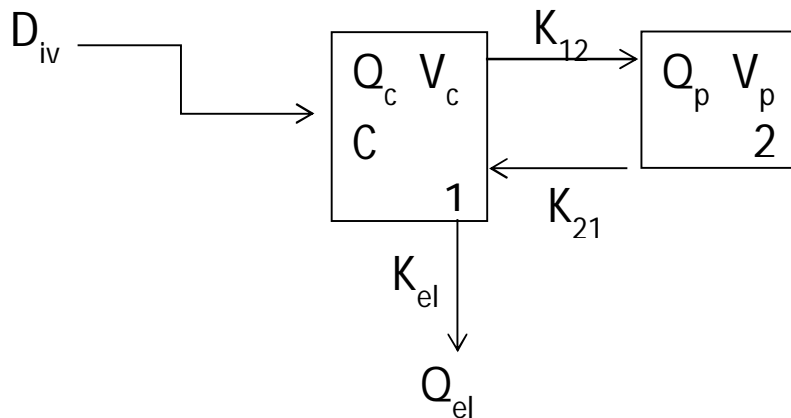 D_iv
Q_c V_c
C
1
K_12
K_21
Q_p V_p
2
K_el
Q_el